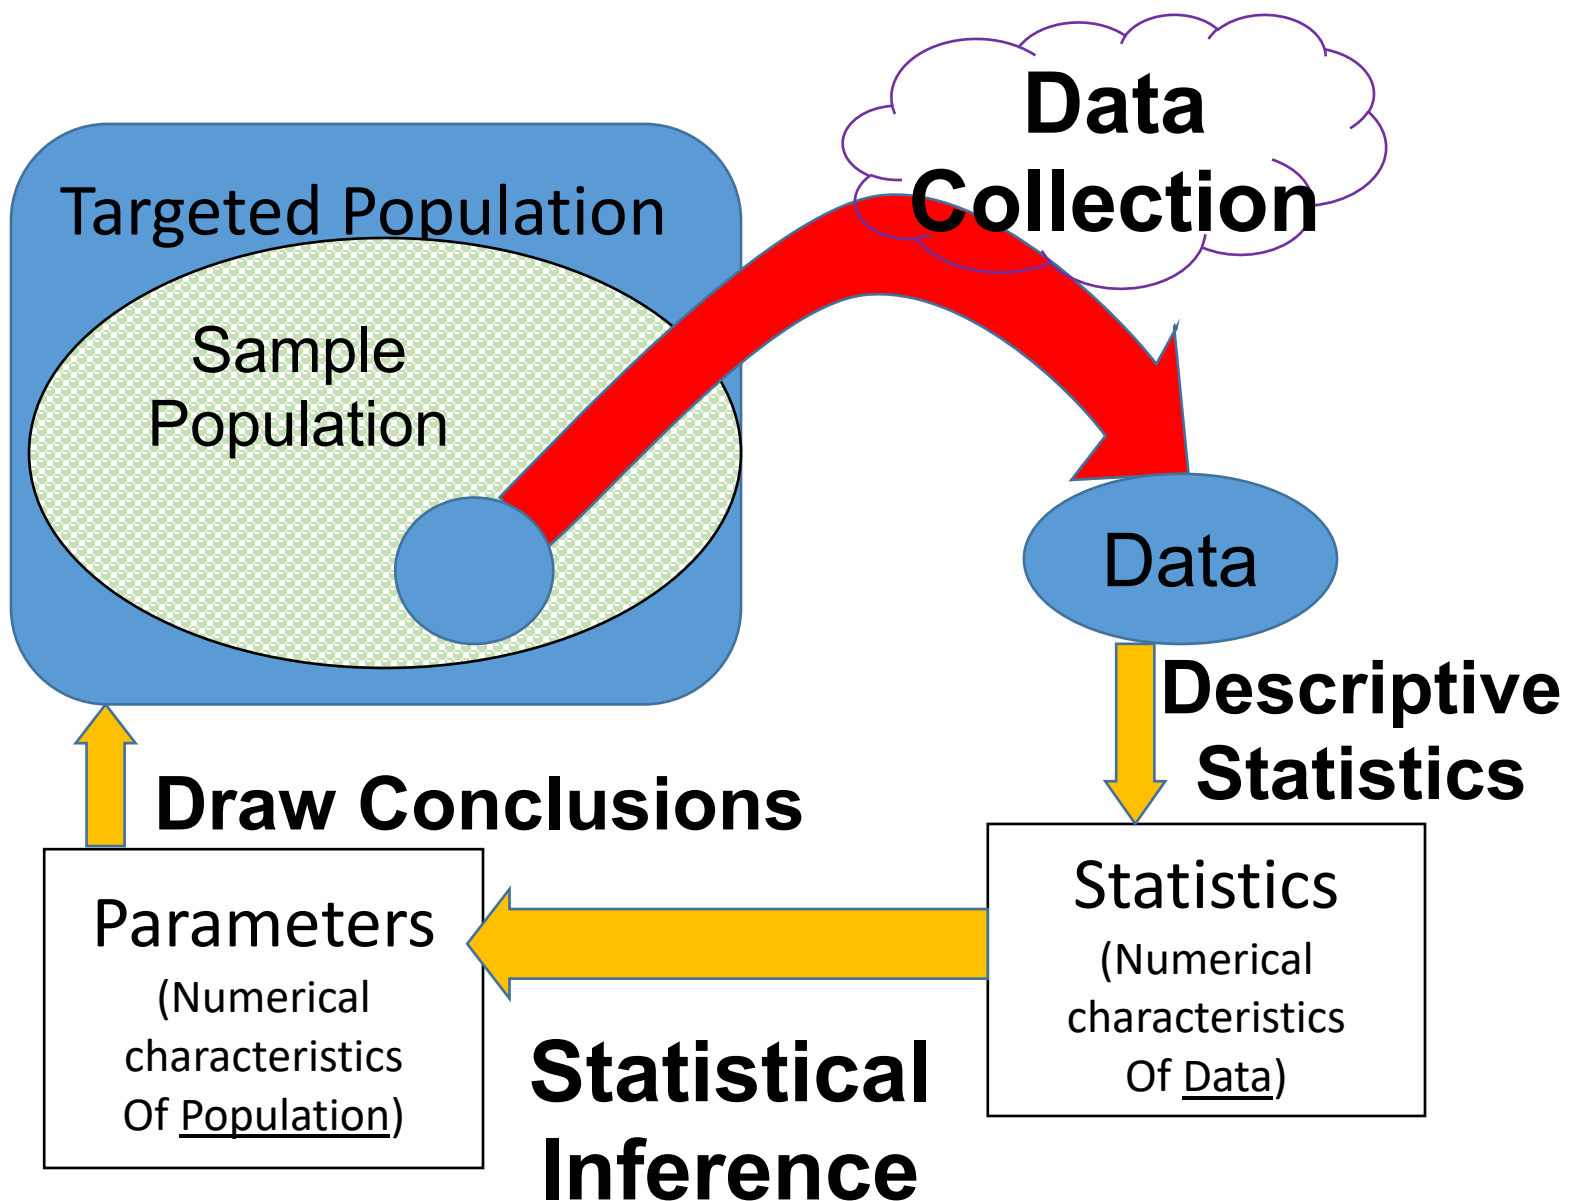 Data
Collection
Targeted Population
Sample
Population
Data
Descriptive
Statistics
Draw Conclusions
Statistics
(Numerical
characteristics
Of Data)
Parameters
(Numerical
characteristics
Of Population)
Statistical
Inference